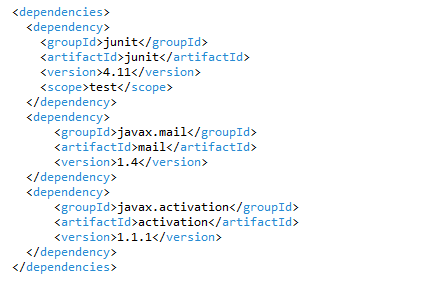 <dependencies>
<dependency>
<groupId>junit</groupId>
<artifactId>junit</artifactId>
<version>4.11</version>
<scope>test</scope>
</dependency>
<dependency>
<groupId>javax.mail</groupId>
<artifactId>mail</artifactId>
<version>1.4</version>
</dependency>
<dependency>
<groupId>javax.activation</groupId>
<artifactId>activation</artifactId>
<version>1.1.1</version>
</dependency>
</dependencies>